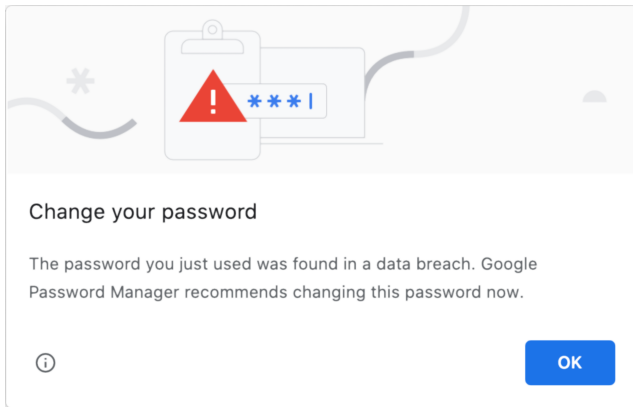 ***|
Change your password
The password you just used was found in a data breach. Google
Password Manager recommends changing this password now.
OK